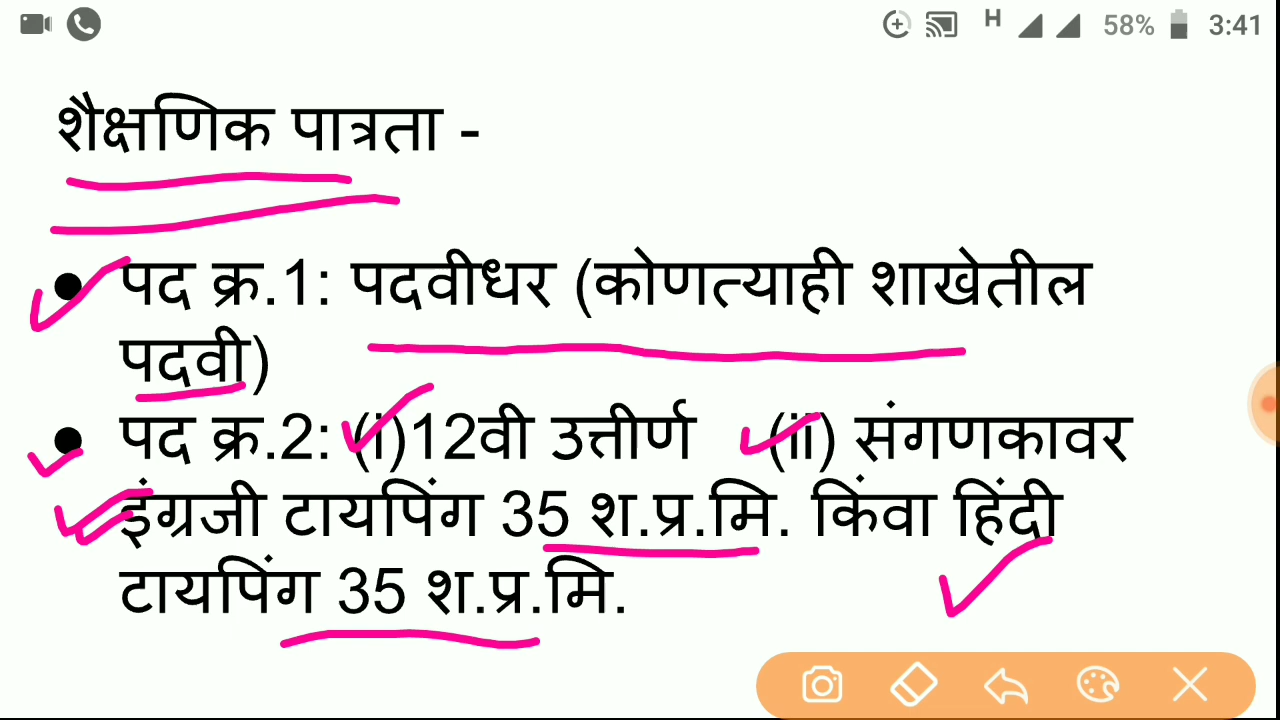 H 58% 3:41
शैक्षणिक पात्रता -
● पद क्र.1: पदवीधर (कोणत्याही शाखेतील
पदवी)
● पद क्र.2: (i)12वी उत्तीर्ण (ii) संगणकावर
इंग्रजी टायपिंग 35 श.प्र.मि. किंवा हिंदी
टायपिंग 35 श.प्र.मि.